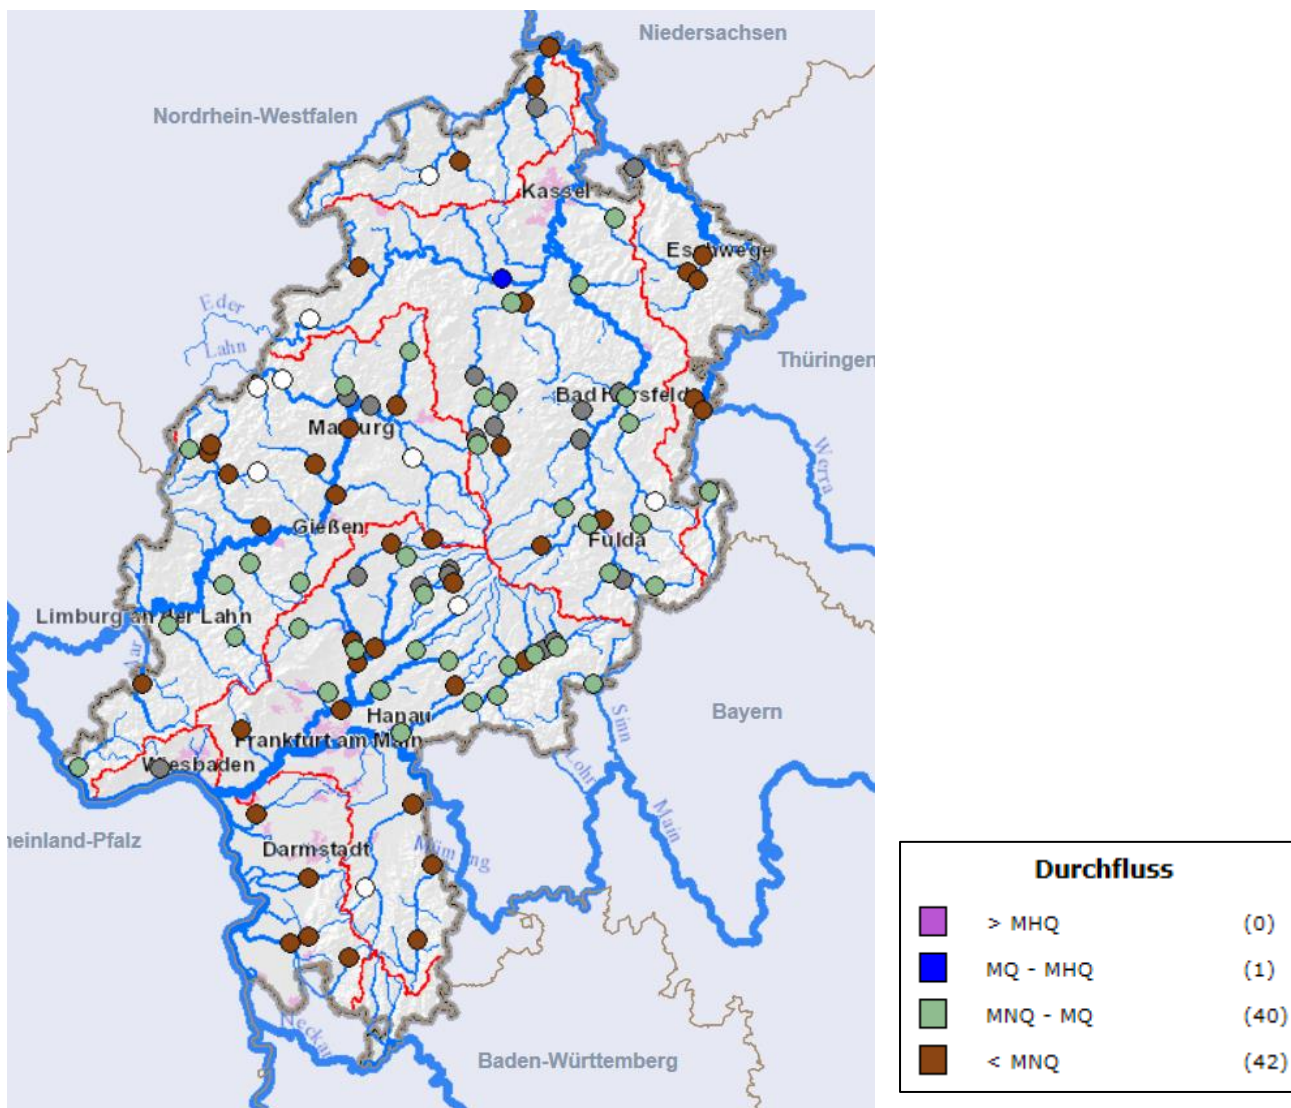 Niedersachsen
Nordrhein-Westfalen
Kassel
Eschwege
Eder
Lahn
Thüringen
Bad Hersfeld
Marburg
Werra
Gießen
Fulda
Limburg an der Lahn
Aar
Hanau
Sinn
Bayern
Frankfurt am Main
Wiesbaden
Lohr
Main
heinland-Pfalz
Darmstadt
Mümling
Neckar
Baden-Württemberg
Durchfluss
> MHQ (0)
MQ - MHQ (1)
MNQ - MQ (40)
< MNQ (42)